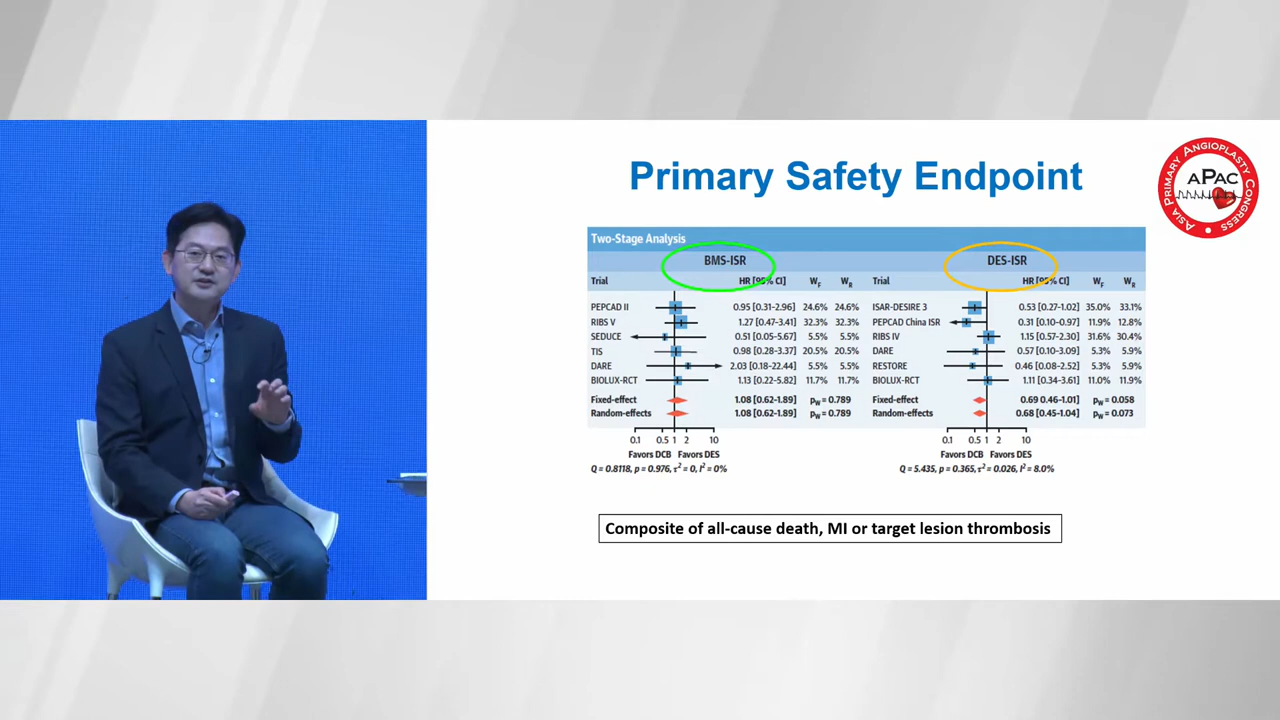 Primary Safety Endpoint
ASIA PRIMARY ANGIOPLASTY CONGRESS
APAC
Two-Stage Analysis
BMS-ISR
Trial HR [95% CI] WF WR
PEPCAD II 0.95 [0.31-2.96] 24.6% 24.6%
RIBS V 1.27 [0.47-3.41] 32.3% 32.3%
SEDUCE 0.51 [0.05-5.67] 5.5% 5.5%
TIS 0.98 [0.28-3.37] 20.5% 20.5%
DARE 2.03 [0.18-22.44] 5.5% 5.5%
BIOLUX-RCT 1.13 [0.22-5.82] 11.7% 11.7%
Fixed-effect 1.08 [0.62-1.89] pW = 0.789
Random-effects 1.08 [0.62-1.89] pW = 0.789
0.1 0.5 1 2 10
Favors DCB Favors DES
Q = 0.8118, p = 0.976, τ² = 0, I² = 0%
DES-ISR
Trial HR [95% CI] WF WR
ISAR-DESIRE 3 0.53 [0.27-1.02] 35.0% 33.1%
PEPCAD China ISR 0.31 [0.10-0.97] 11.9% 12.8%
RIBS IV 1.15 [0.57-2.30] 31.6% 30.4%
DARE 0.57 [0.10-3.09] 5.3% 5.9%
RESTORE 0.46 [0.08-2.52] 5.3% 5.9%
BIOLUX-RCT 1.11 [0.34-3.61] 11.0% 11.9%
Fixed-effect 0.69 0.46-1.01] pW = 0.058
Random-effects 0.68 [0.45-1.04] pW = 0.073
0.1 0.5 1 2 10
Favors DCB Favors DES
Q = 5.435, p = 0.365, τ² = 0.026, I² = 8.0%
Composite of all-cause death, MI or target lesion thrombosis